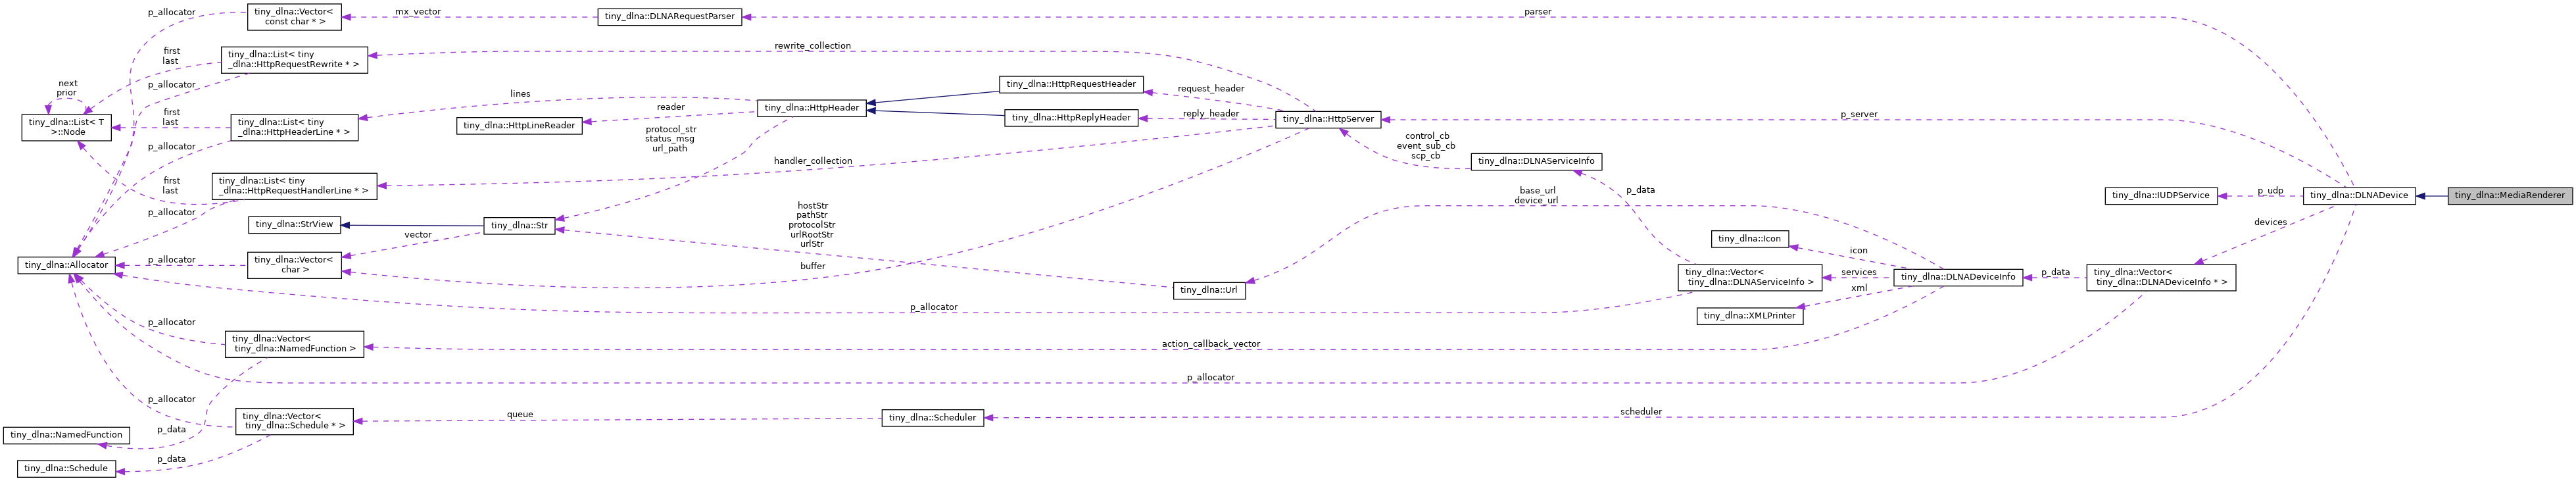 p_allocator
tiny_dlna::Vector<
const char * >
mx_vector
tiny_dlna::DLNARequestParser
parser
first
last
tiny_dlna::List< tiny
_dlna::HttpRequestRewrite * >
rewrite_collection
next
prior
p_allocator
lines
tiny_dlna::HttpRequestHeader
request_header
tiny_dlna::List< T
>::Node
first
last
tiny_dlna::List< tiny
_dlna::HttpHeaderLine * >
reader
tiny_dlna::HttpLineReader
tiny_dlna::HttpHeader
tiny_dlna::HttpReplyHeader
reply_header
tiny_dlna::HttpServer
p_server
protocol_str
status_msg
url_path
p_allocator
control_cb
event_sub_cb
scp_cb
handler_collection
tiny_dlna::DLNAServiceInfo
first
last
tiny_dlna::List< tiny
_dlna::HttpRequestHandlerLine * >
p_data
base_url
device_url
tiny_dlna::IUDPService
p_udp
tiny_dlna::DLNADevice
tiny_dlna::MediaRenderer
p_allocator
tiny_dlna::StrView
tiny_dlna::Str
hostStr
pathStr
protocolStr
urlRootStr
urlStr
devices
vector
tiny_dlna::Icon
icon
tiny_dlna::Allocator
p_allocator
tiny_dlna::Vector<
char >
buffer
tiny_dlna::Url
tiny_dlna::Vector<
tiny_dlna::DLNAServiceInfo >
services
tiny_dlna::DLNADeviceInfo
p_data
tiny_dlna::Vector<
tiny_dlna::DLNADeviceInfo * >
xml
p_allocator
tiny_dlna::XMLPrinter
p_allocator
tiny_dlna::Vector<
tiny_dlna::NamedFunction >
action_callback_vector
p_allocator
p_allocator
tiny_dlna::Vector<
tiny_dlna::Schedule * >
queue
tiny_dlna::Scheduler
scheduler
tiny_dlna::NamedFunction
p_data
p_data
tiny_dlna::Schedule